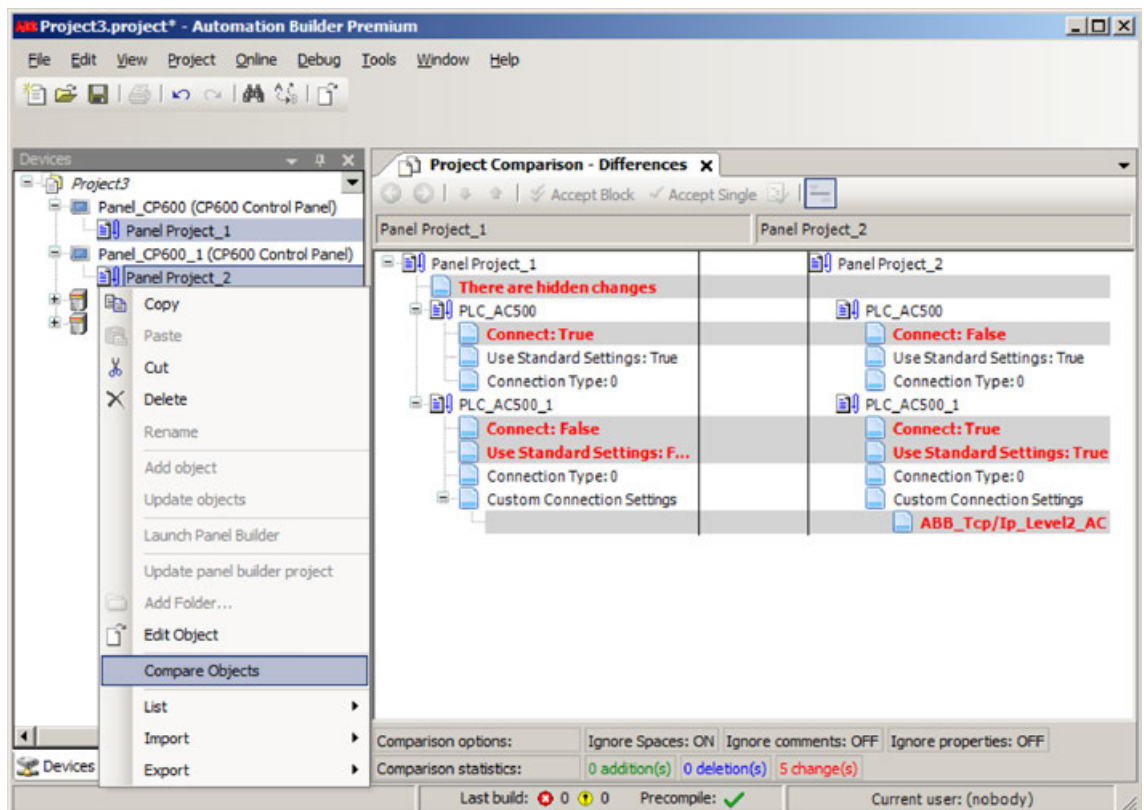 ABB Project3.project* - Automation Builder Premium
File Edit View Project Online Debug Tools Window Help
Devices
Project3
Panel_CP600 (CP600 Control Panel)
Panel Project_1
Panel_CP600_1 (CP600 Control Panel)
Panel Project_2
Copy
Paste
Cut
Delete
Rename
Add object
Update objects
Launch Panel Builder
Update panel builder project
Add Folder...
Edit Object
Compare Objects
List
Import
Export
Devices
Project Comparison - Differences
Accept Block Accept Single
Panel Project_1 Panel Project_2
Panel Project_1 Panel Project_2
There are hidden changes
PLC_AC500 PLC_AC500
Connect: True Connect: False
Use Standard Settings: True Use Standard Settings: True
Connection Type: 0 Connection Type: 0
PLC_AC500_1 PLC_AC500_1
Connect: False Connect: True
Use Standard Settings: F... Use Standard Settings: True
Connection Type: 0 Connection Type: 0
Custom Connection Settings Custom Connection Settings
ABB_Tcp/Ip_Level2_AC
Comparison options: Ignore Spaces: ON Ignore comments: OFF Ignore properties: OFF
Comparison statistics: 0 addition(s) 0 deletion(s) 5 change(s)
Last build: 0 0 Precompile: Current user: (nobody)